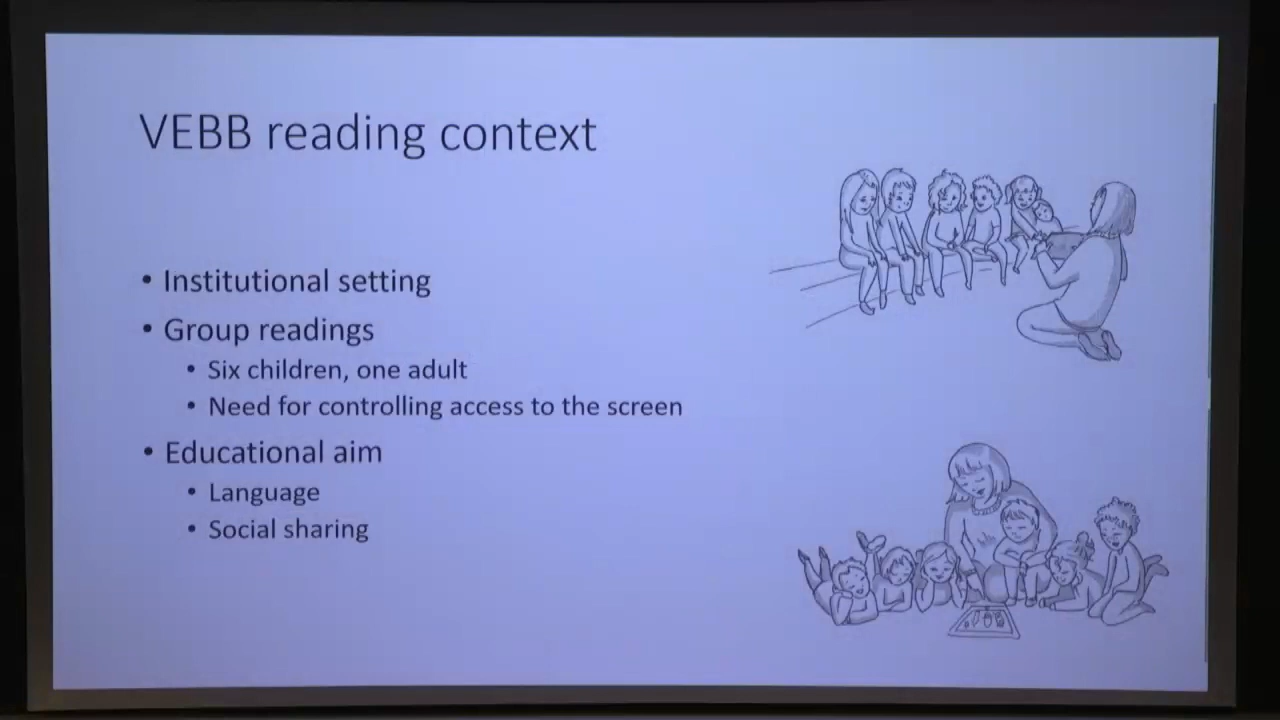 VEBB reading context
• Institutional setting
• Group readings
• Six children, one adult
• Need for controlling access to the screen
• Educational aim
• Language
• Social sharing